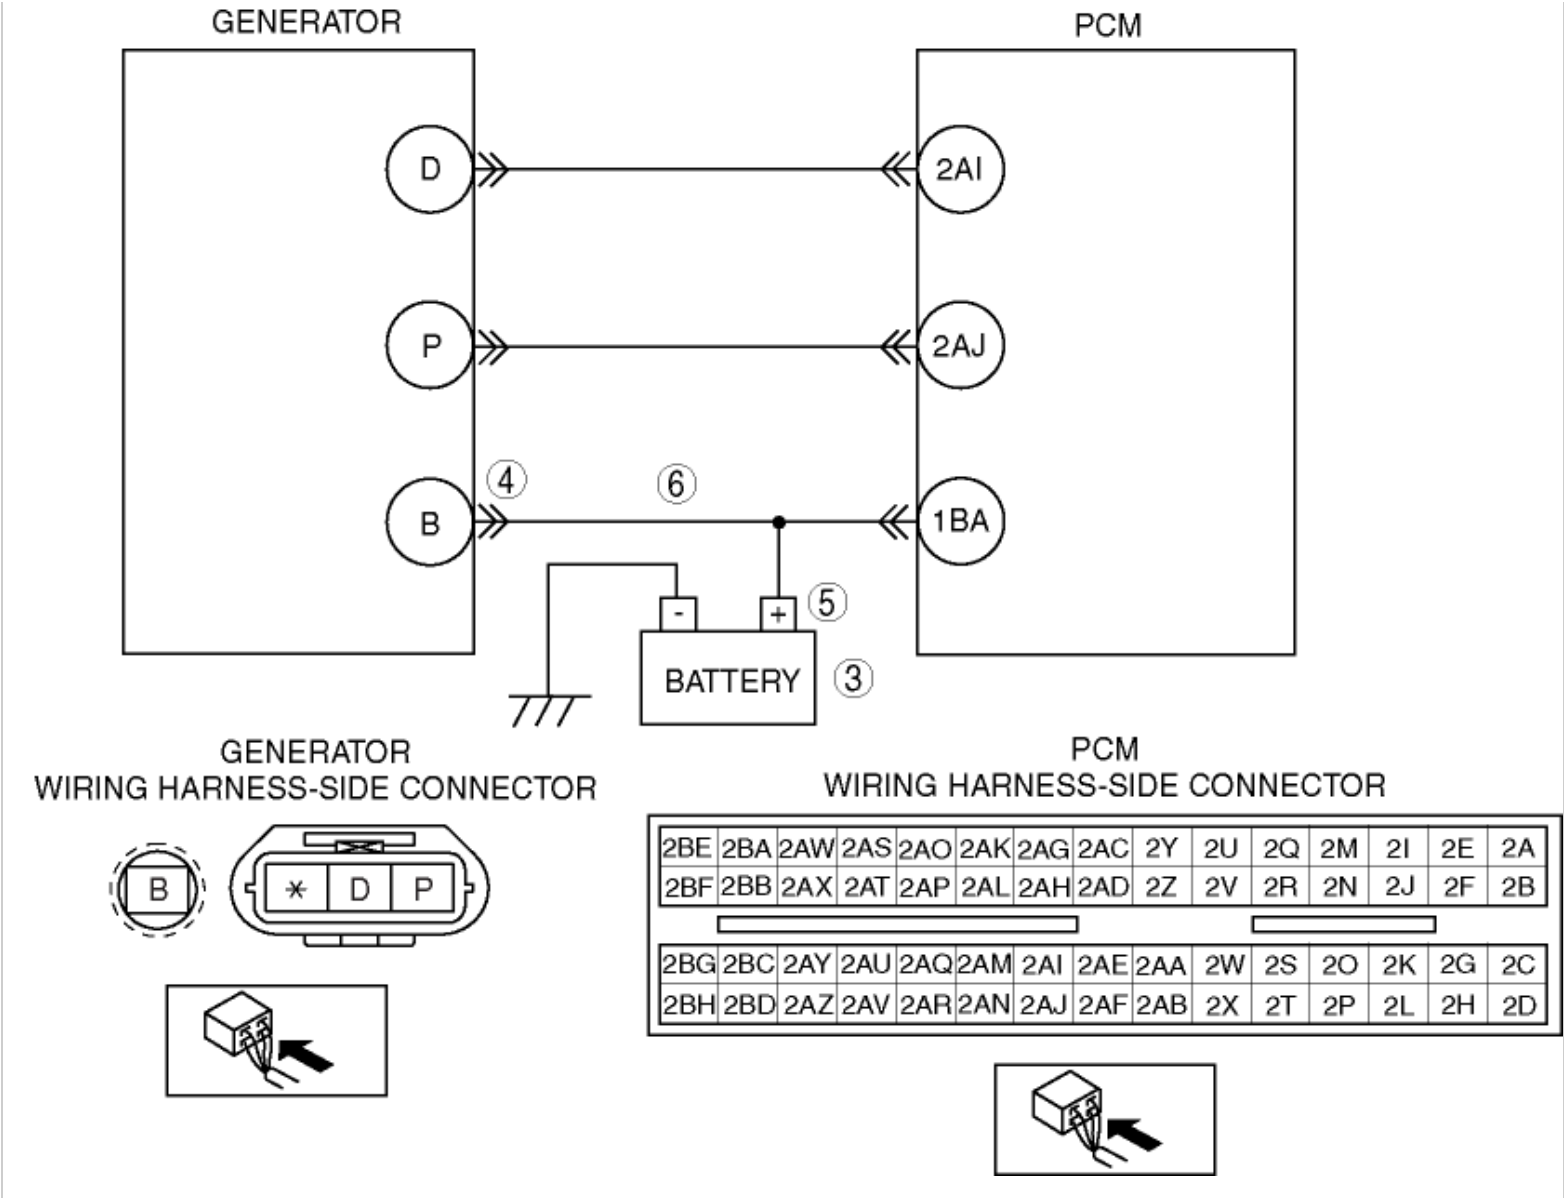 GENERATOR
PCM
D
2AI
P
2AJ
④
⑥
B
1BA
-
+
⑤
BATTERY
③
GENERATOR
WIRING HARNESS-SIDE CONNECTOR
B
* D P
PCM
WIRING HARNESS-SIDE CONNECTOR
2BE 2BA 2AW 2AS 2AO 2AK 2AG 2AC 2Y 2U 2Q 2M 2I 2E 2A
2BF 2BB 2AX 2AT 2AP 2AL 2AH 2AD 2Z 2V 2R 2N 2J 2F 2B
2BG 2BC 2AY 2AU 2AQ 2AM 2AI 2AE 2AA 2W 2S 2O 2K 2G 2C
2BH 2BD 2AZ 2AV 2AR 2AN 2AJ 2AF 2AB 2X 2T 2P 2L 2H 2D